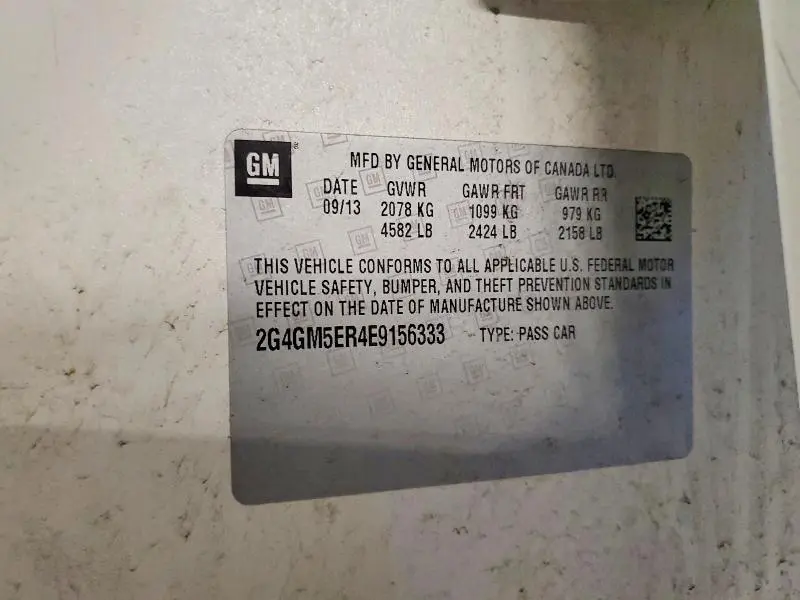 GM
MFD BY GENERAL MOTORS OF CANADA LTD.
DATE GVWR GAWR FRT GAWR RR
09/13 2078 KG 1099 KG 979 KG
4582 LB 2424 LB 2158 LB
THIS VEHICLE CONFORMS TO ALL APPLICABLE U.S. FEDERAL MOTOR
VEHICLE SAFETY, BUMPER, AND THEFT PREVENTION STANDARDS IN
EFFECT ON THE DATE OF MANUFACTURE SHOWN ABOVE.
2G4GM5ER4E9156333 TYPE: PASS CAR